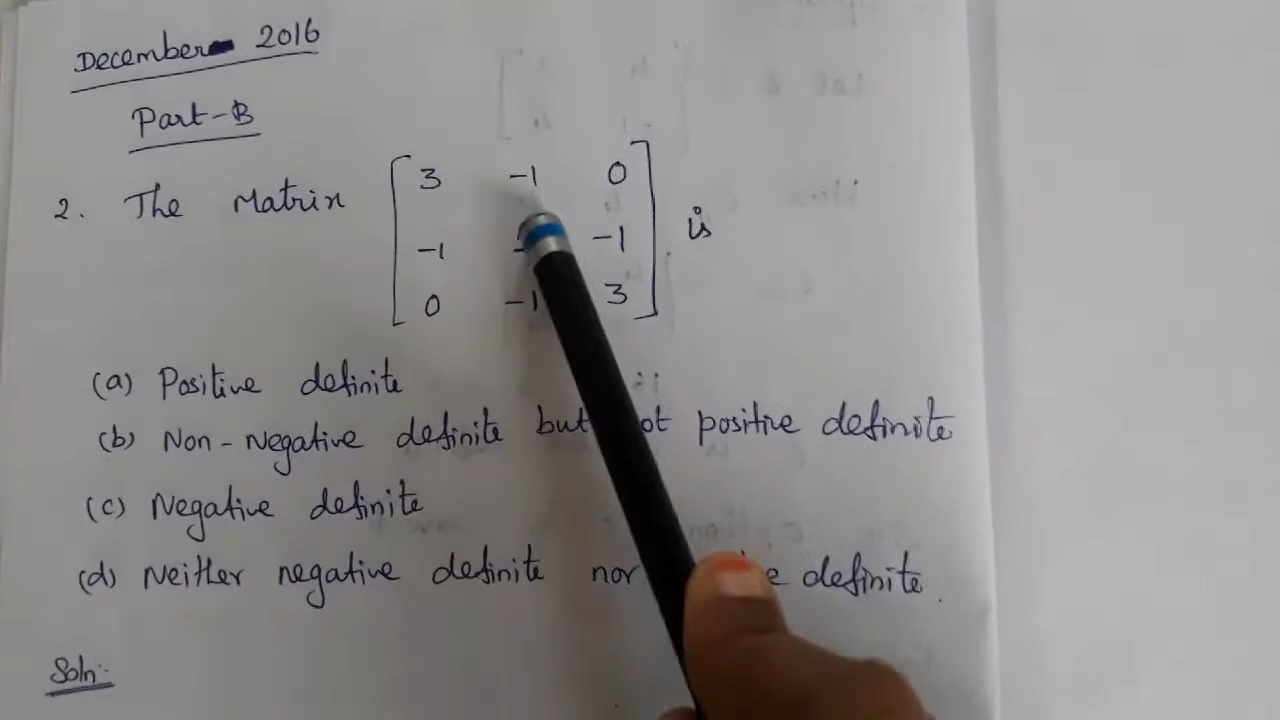 December 2016
Part-B
2. The Matrix [ 3 -1 0 ] is
-1 -1
0 -1 3
(a) Positive definite
(b) Non-negative definite but positive definite
(c) Negative definite
(d) Neither negative definite nor definite.
Soln:-